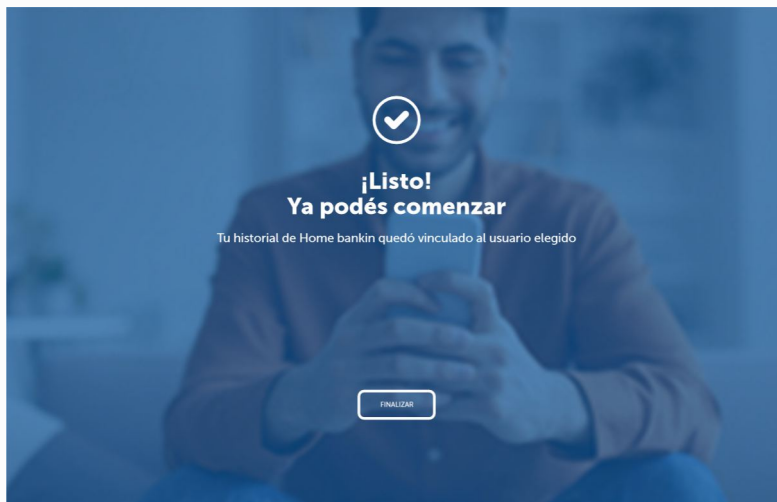 ¡Listo!
Ya podés comenzar
Tu historial de Home bankin quedó vinculado al usuario elegido
FINALIZAR